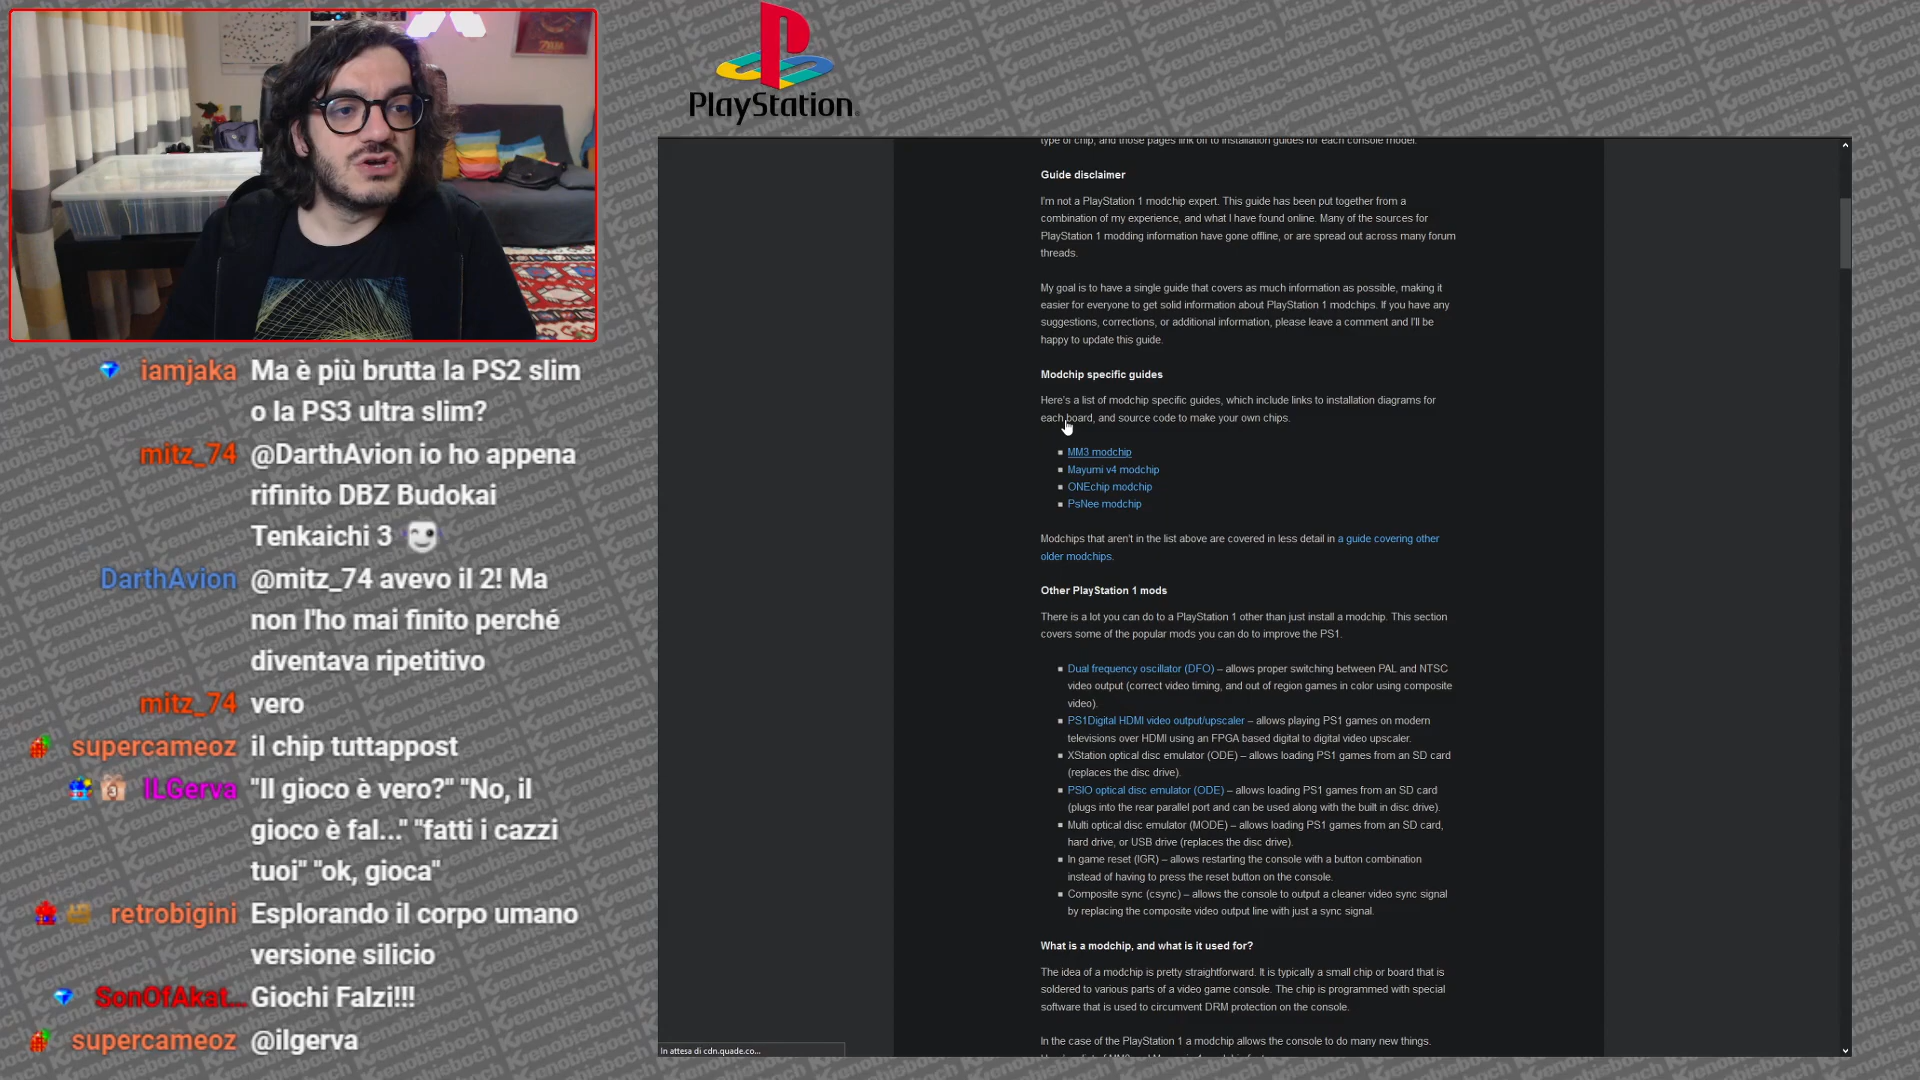 PlayStation
iamjaka Ma è più brutta la PS2 slim
o la PS3 ultra slim?
mitz_74 @DarthAvion io ho appena
rifinito DBZ Budokai
Tenkaichi 3
DarthAvion @mitz_74 avevo il 2! Ma
non l'ho mai finito perché
diventava ripetitivo
mitz_74 vero
supercameoz il chip tuttappost
ILGerva "Il gioco è vero?" "No, il
gioco è fal..." "fatti i cazzi
tuoi" "ok, gioca"
retrobigini Esplorando il corpo umano
versione silicio
SonOfAkat... Giochi Falzi!!!
supercameoz @ilgerva
type of chip, and those pages link off to installation guides for each console model.
Guide disclaimer
I'm not a PlayStation 1 modchip expert. This guide has been put together from a
combination of my experience, and what I have found online. Many of the sources for
PlayStation 1 modding information have gone offline, or are spread out across many forum
threads.
My goal is to have a single guide that covers as much information as possible, making it
easier for everyone to get solid information about PlayStation 1 modchips. If you have any
suggestions, corrections, or additional information, please leave a comment and I'll be
happy to update this guide.
Modchip specific guides
Here's a list of modchip specific guides, which include links to installation diagrams for
each board, and source code to make your own chips.
MM3 modchip
Mayumi v4 modchip
ONEchip modchip
PsNee modchip
Modchips that aren't in the list above are covered in less detail in a guide covering other
older modchips.
Other PlayStation 1 mods
There is a lot you can do to a PlayStation 1 other than just install a modchip. This section
covers some of the popular mods you can do to improve the PS1.
Dual frequency oscillator (DFO) – allows proper switching between PAL and NTSC
video output (correct video timing, and out of region games in color using composite
video).
PS1Digital HDMI video output/upscaler – allows playing PS1 games on modern
televisions over HDMI using an FPGA based digital to digital video upscaler.
XStation optical disc emulator (ODE) – allows loading PS1 games from an SD card
(replaces the disc drive).
PSIO optical disc emulator (ODE) – allows loading PS1 games from an SD card
(plugs into the rear parallel port and can be used along with the built in disc drive).
Multi optical disc emulator (MODE) – allows loading PS1 games from an SD card,
hard drive, or USB drive (replaces the disc drive).
In game reset (IGR) – allows restarting the console with a button combination
instead of having to press the reset button on the console.
Composite sync (csync) – allows the console to output a cleaner video sync signal
by replacing the composite video output line with just a sync signal.
What is a modchip, and what is it used for?
The idea of a modchip is pretty straightforward. It is typically a small chip or board that is
soldered to various parts of a video game console. The chip is programmed with special
software that is used to circumvent DRM protection on the console.
In the case of the PlayStation 1 a modchip allows the console to do many new things.
In attesa di cdn.quade.co...
Kenobisboch